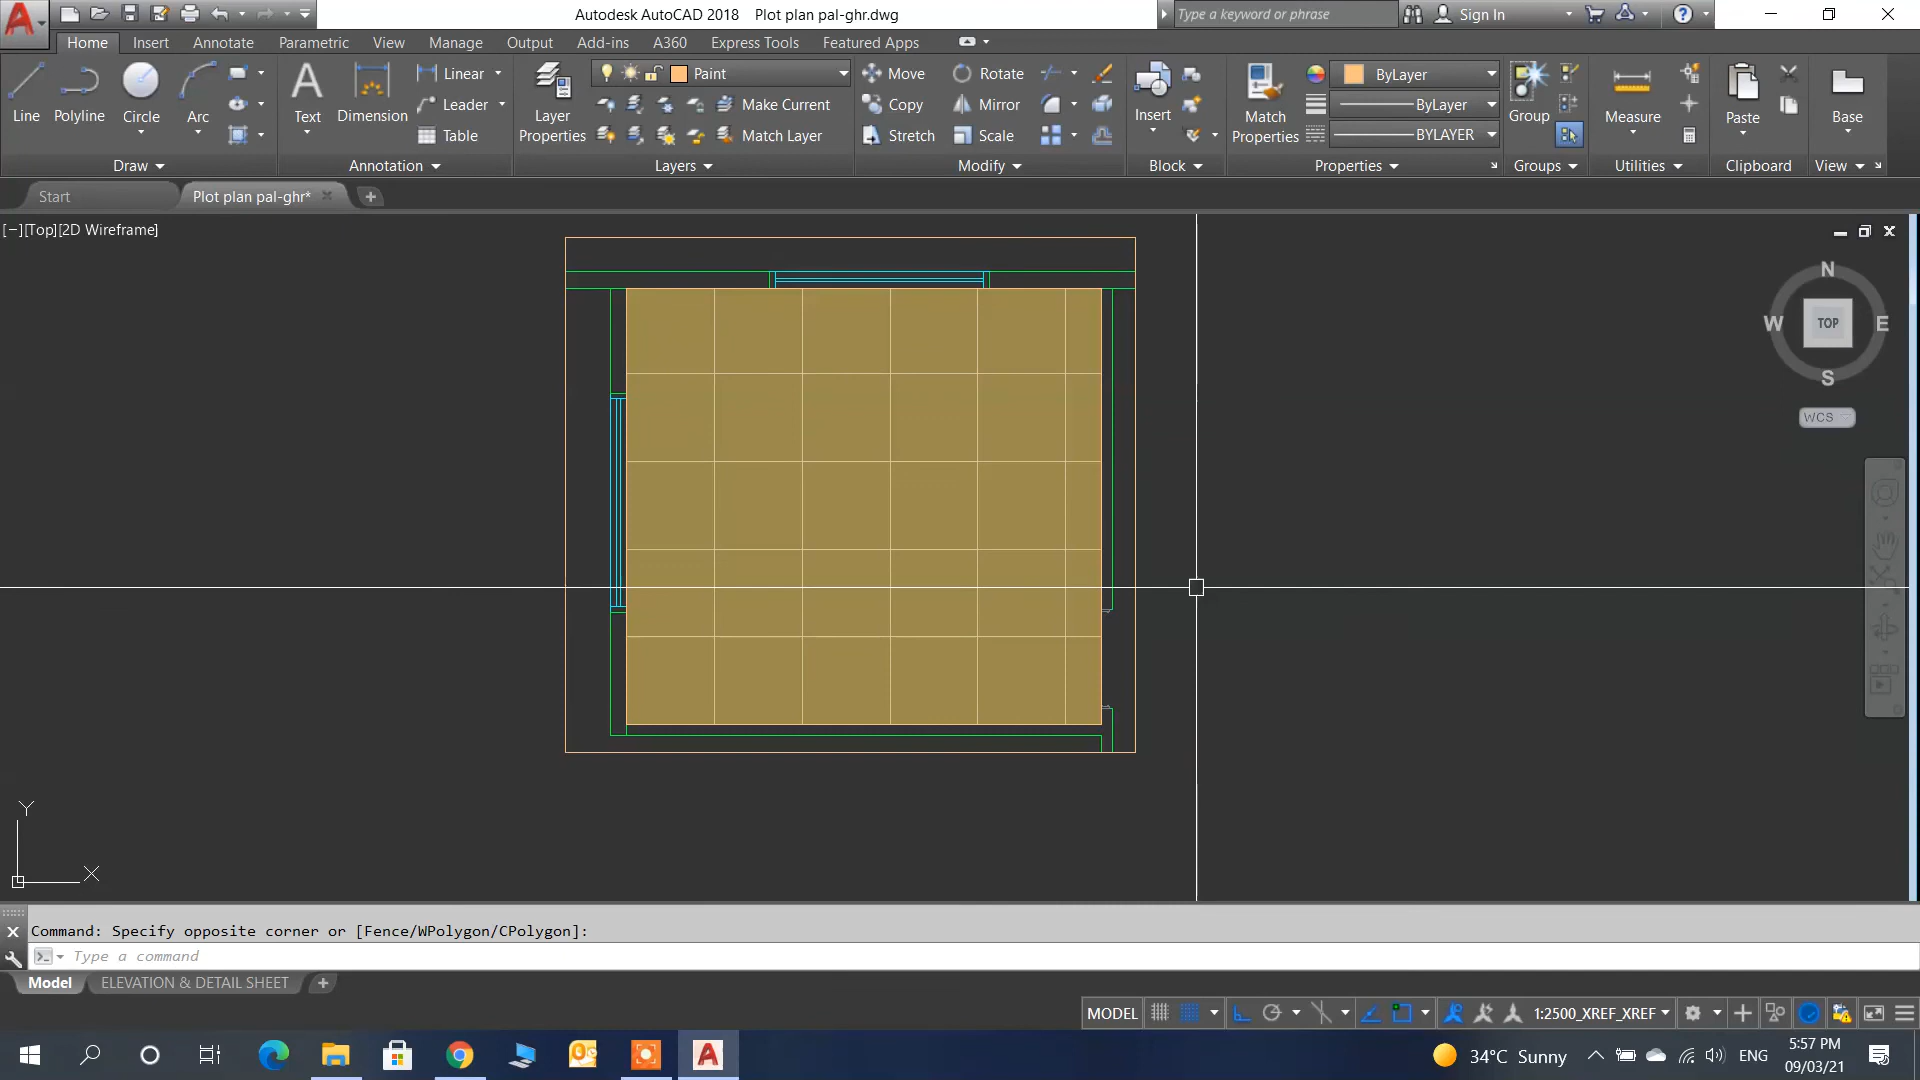 Autodesk AutoCAD 2018 Plot plan pal-ghr.dwg
Type a keyword or phrase
Sign In
Home Insert Annotate Parametric View Manage Output Add-ins A360 Express Tools Featured Apps
Line Polyline Circle Arc
Text Dimension Linear Leader Table
Layer Properties
Paint
Make Current
Match Layer
Move Rotate
Copy Mirror
Stretch Scale
Insert
Match Properties
ByLayer
ByLayer
BYLAYER
Group
Measure
Paste
Base
Draw Annotation Layers Modify Block Properties Groups Utilities Clipboard View
Start Plot plan pal-ghr*
[−][Top][2D Wireframe]
N
W TOP E
S
WCS
Y
X
Command: Specify opposite corner or [Fence/WPolygon/CPolygon]:
Type a command
Model ELEVATION & DETAIL SHEET
MODEL 1:2500_XREF_XREF
34°C Sunny ENG 5:57 PM
09/03/21